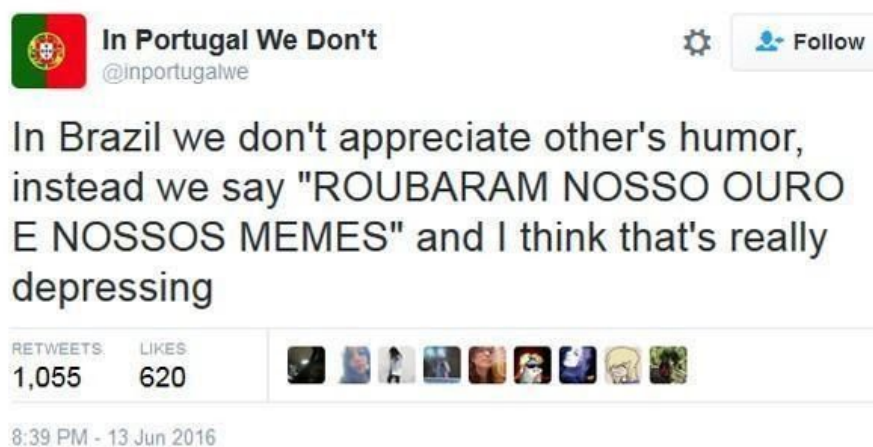 In Portugal We Don't
@inportugalwe
Follow
In Brazil we don't appreciate other's humor,
instead we say "ROUBARAM NOSSO OURO
E NOSSOS MEMES" and I think that's really
depressing
RETWEETS LIKES
1,055 620
8:39 PM - 13 Jun 2016